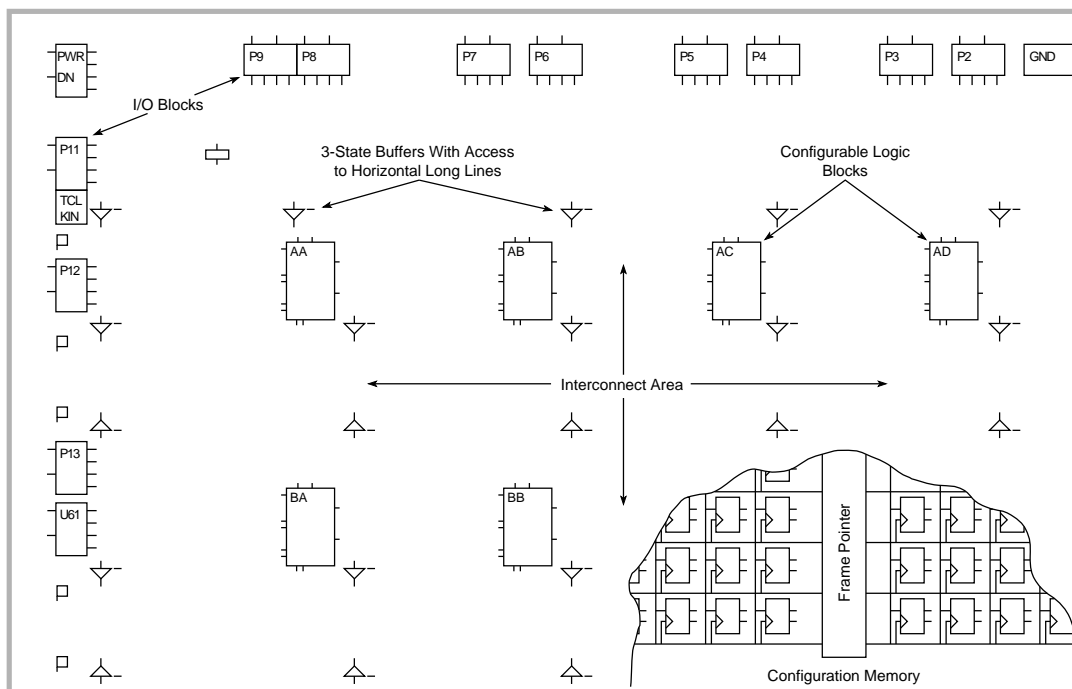 PWR
DN
P9
P8
P7
P6
P5
P4
P3
P2
GND
I/O Blocks
P11
3-State Buffers With Access
to Horizontal Long Lines
Configurable Logic
Blocks
TCL
KIN
AA
AB
AC
AD
P12
Interconnect Area
P13
BA
BB
U61
Frame Pointer
Configuration Memory